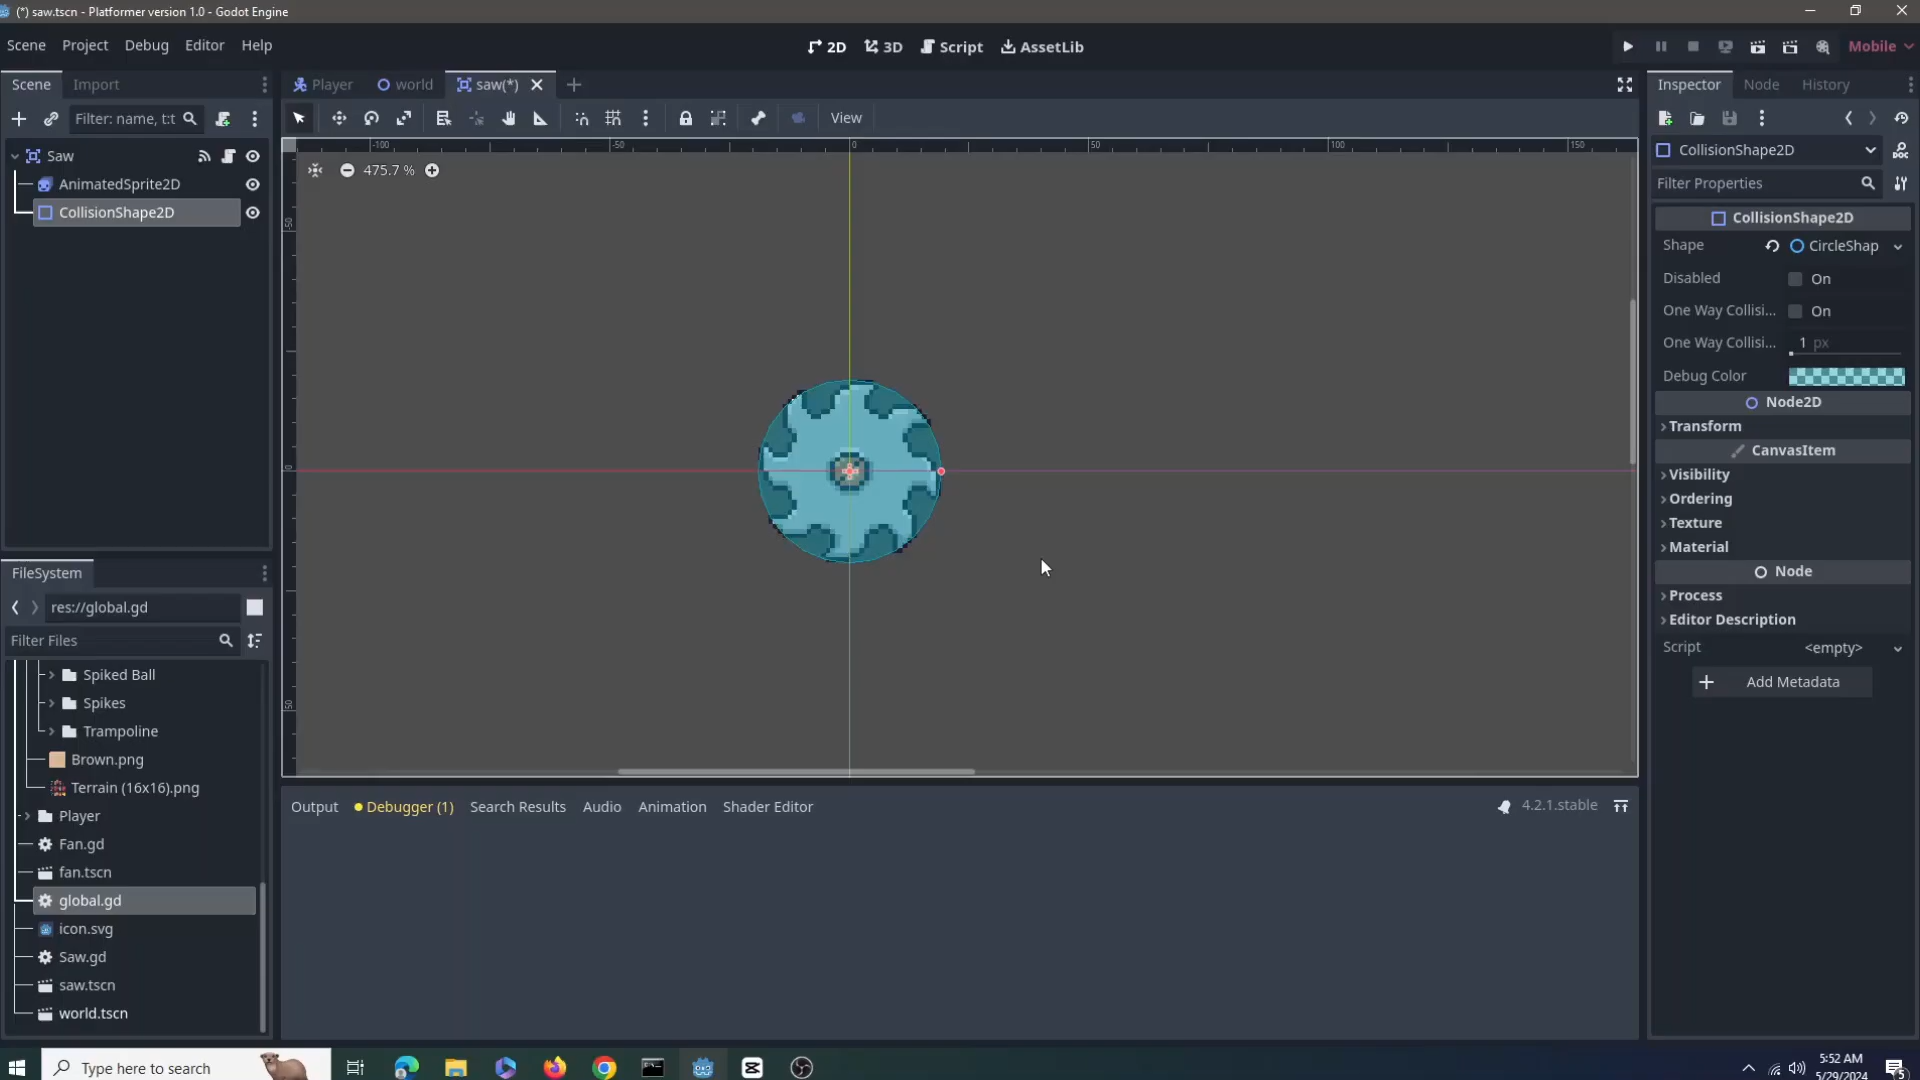 (*) saw.tscn - Platformer version 1.0 - Godot Engine
Scene Project Debug Editor Help
2D 3D Script AssetLib
Mobile
Scene Import
Player world saw(*)
Inspector Node History
Filter: name, t:t
View
-100 -50 0 50 100 150
Saw
AnimatedSprite2D
CollisionShape2D
475.7 %
-50
0
50
CollisionShape2D
Filter Properties
CollisionShape2D
Shape CircleShap
Disabled On
One Way Collisi... On
One Way Collisi... 1 px
Debug Color
Node2D
Transform
CanvasItem
Visibility
Ordering
Texture
Material
Node
Process
Editor Description
Script <empty>
Add Metadata
FileSystem
res://global.gd
Filter Files
Spiked Ball
Spikes
Trampoline
Brown.png
Terrain (16x16).png
Player
Fan.gd
fan.tscn
global.gd
icon.svg
Saw.gd
saw.tscn
world.tscn
Output Debugger (1) Search Results Audio Animation Shader Editor
4.2.1.stable
Type here to search
5:52 AM
5/29/2024
5